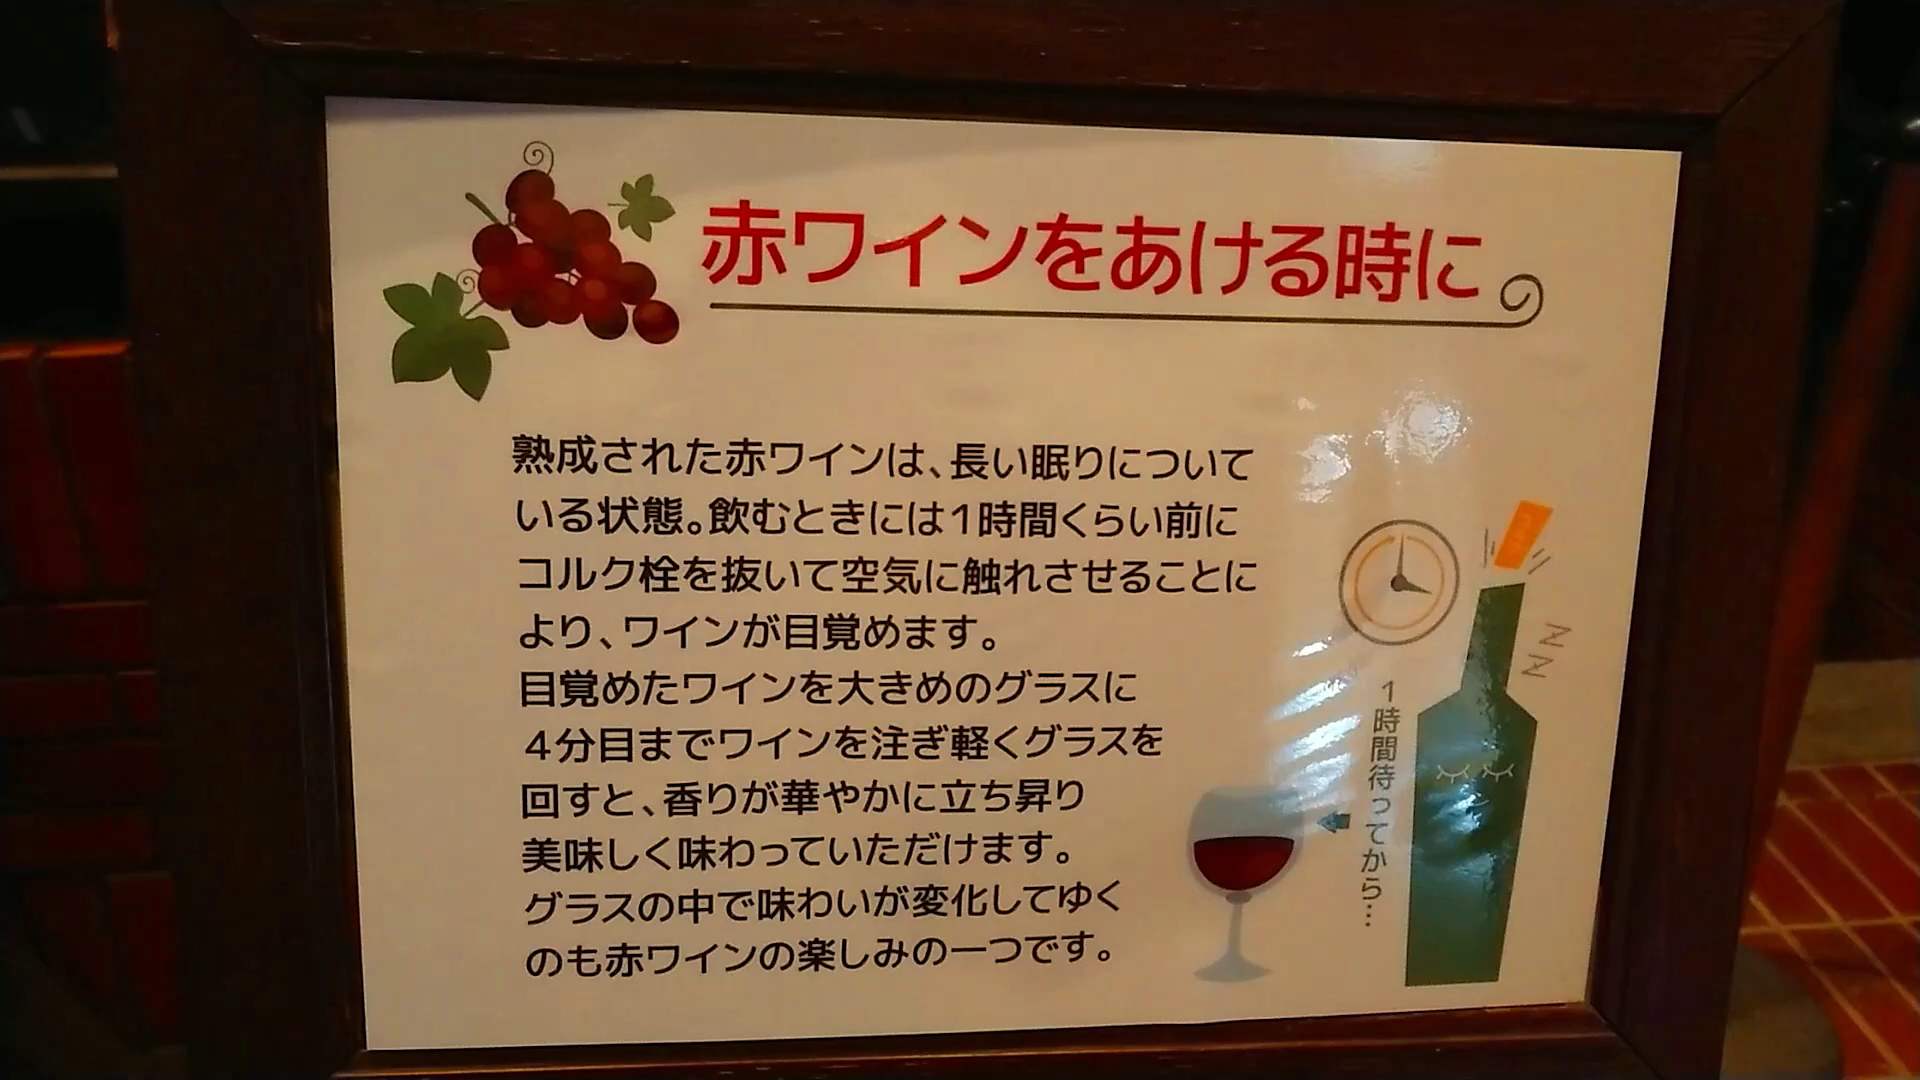 赤ワインをあける時に
熟成された赤ワインは、長い眠りについて
いる状態。飲むときには1時間くらい前に
コルク栓を抜いて空気に触れさせることに
より、ワインが目覚めます。
目覚めたワインを大きめのグラスに
4分目までワインを注ぎ軽くグラスを
回すと、香りが華やかに立ち昇り
美味しく味わっていただけます。
グラスの中で味わいが変化してゆく
のも赤ワインの楽しみの一つです。
1時間待ってから…
ZZ